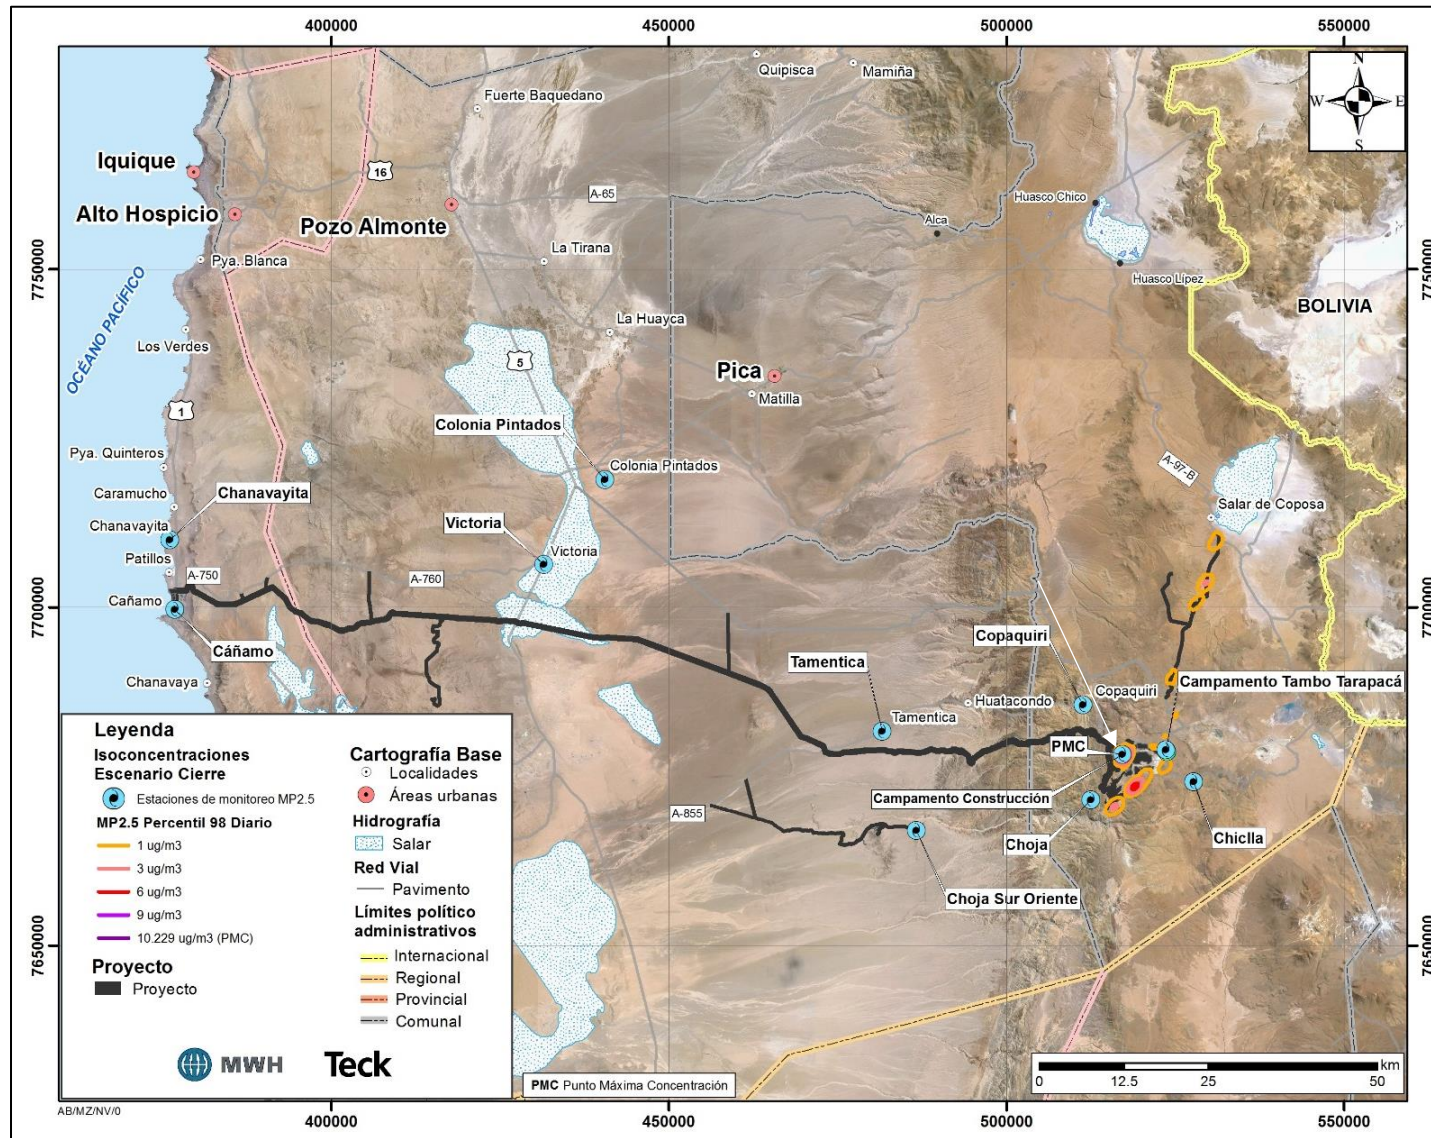 400000
450000
500000
550000
Quipisca
Mamiña
Fuerte Baquedano
N
W
E
S
Iquique
16
A-65
Huasco Chico
Alto Hospicio
Pozo Almonte
Alca
La Tirana
Pya. Blanca
7750000
7750000
Huasco Lípez
BOLIVIA
OCÉANO PACÍFICO
La Huayca
Los Verdes
5
Pica
Matilla
1
Colonia Pintados
Pya. Quinteros
Colonia Pintados
A-97-B
Caramucho
Chanavayita
Salar de Coposa
Chanavayita
Victoria
Victoria
Patillos
A-750
A-760
Cañamo
7700000
7700000
Copaquiri
Cáñamo
Tamentica
Campamento Tambo Tarapacá
Chanavaya
Huatacondo
Copaquiri
Tamentica
PMC
Campamento Construcción
A-855
Choja
Chiclla
Choja Sur Oriente
7650000
7650000
Leyenda
Isoconcentraciones
Escenario Cierre
Estaciones de monitoreo MP2.5
MP2.5 Percentil 98 Diario
1 ug/m3
3 ug/m3
6 ug/m3
9 ug/m3
10.229 ug/m3 (PMC)
Proyecto
Proyecto
Cartografía Base
Localidades
Áreas urbanas
Hidrografía
Salar
Red Vial
Pavimento
Límites político
administrativos
Internacional
Regional
Provincial
Comunal
MWH
Teck
PMC Punto Máxima Concentración
km
0
12.5
25
50
AB/MZ/NV/0
400000
450000
500000
550000